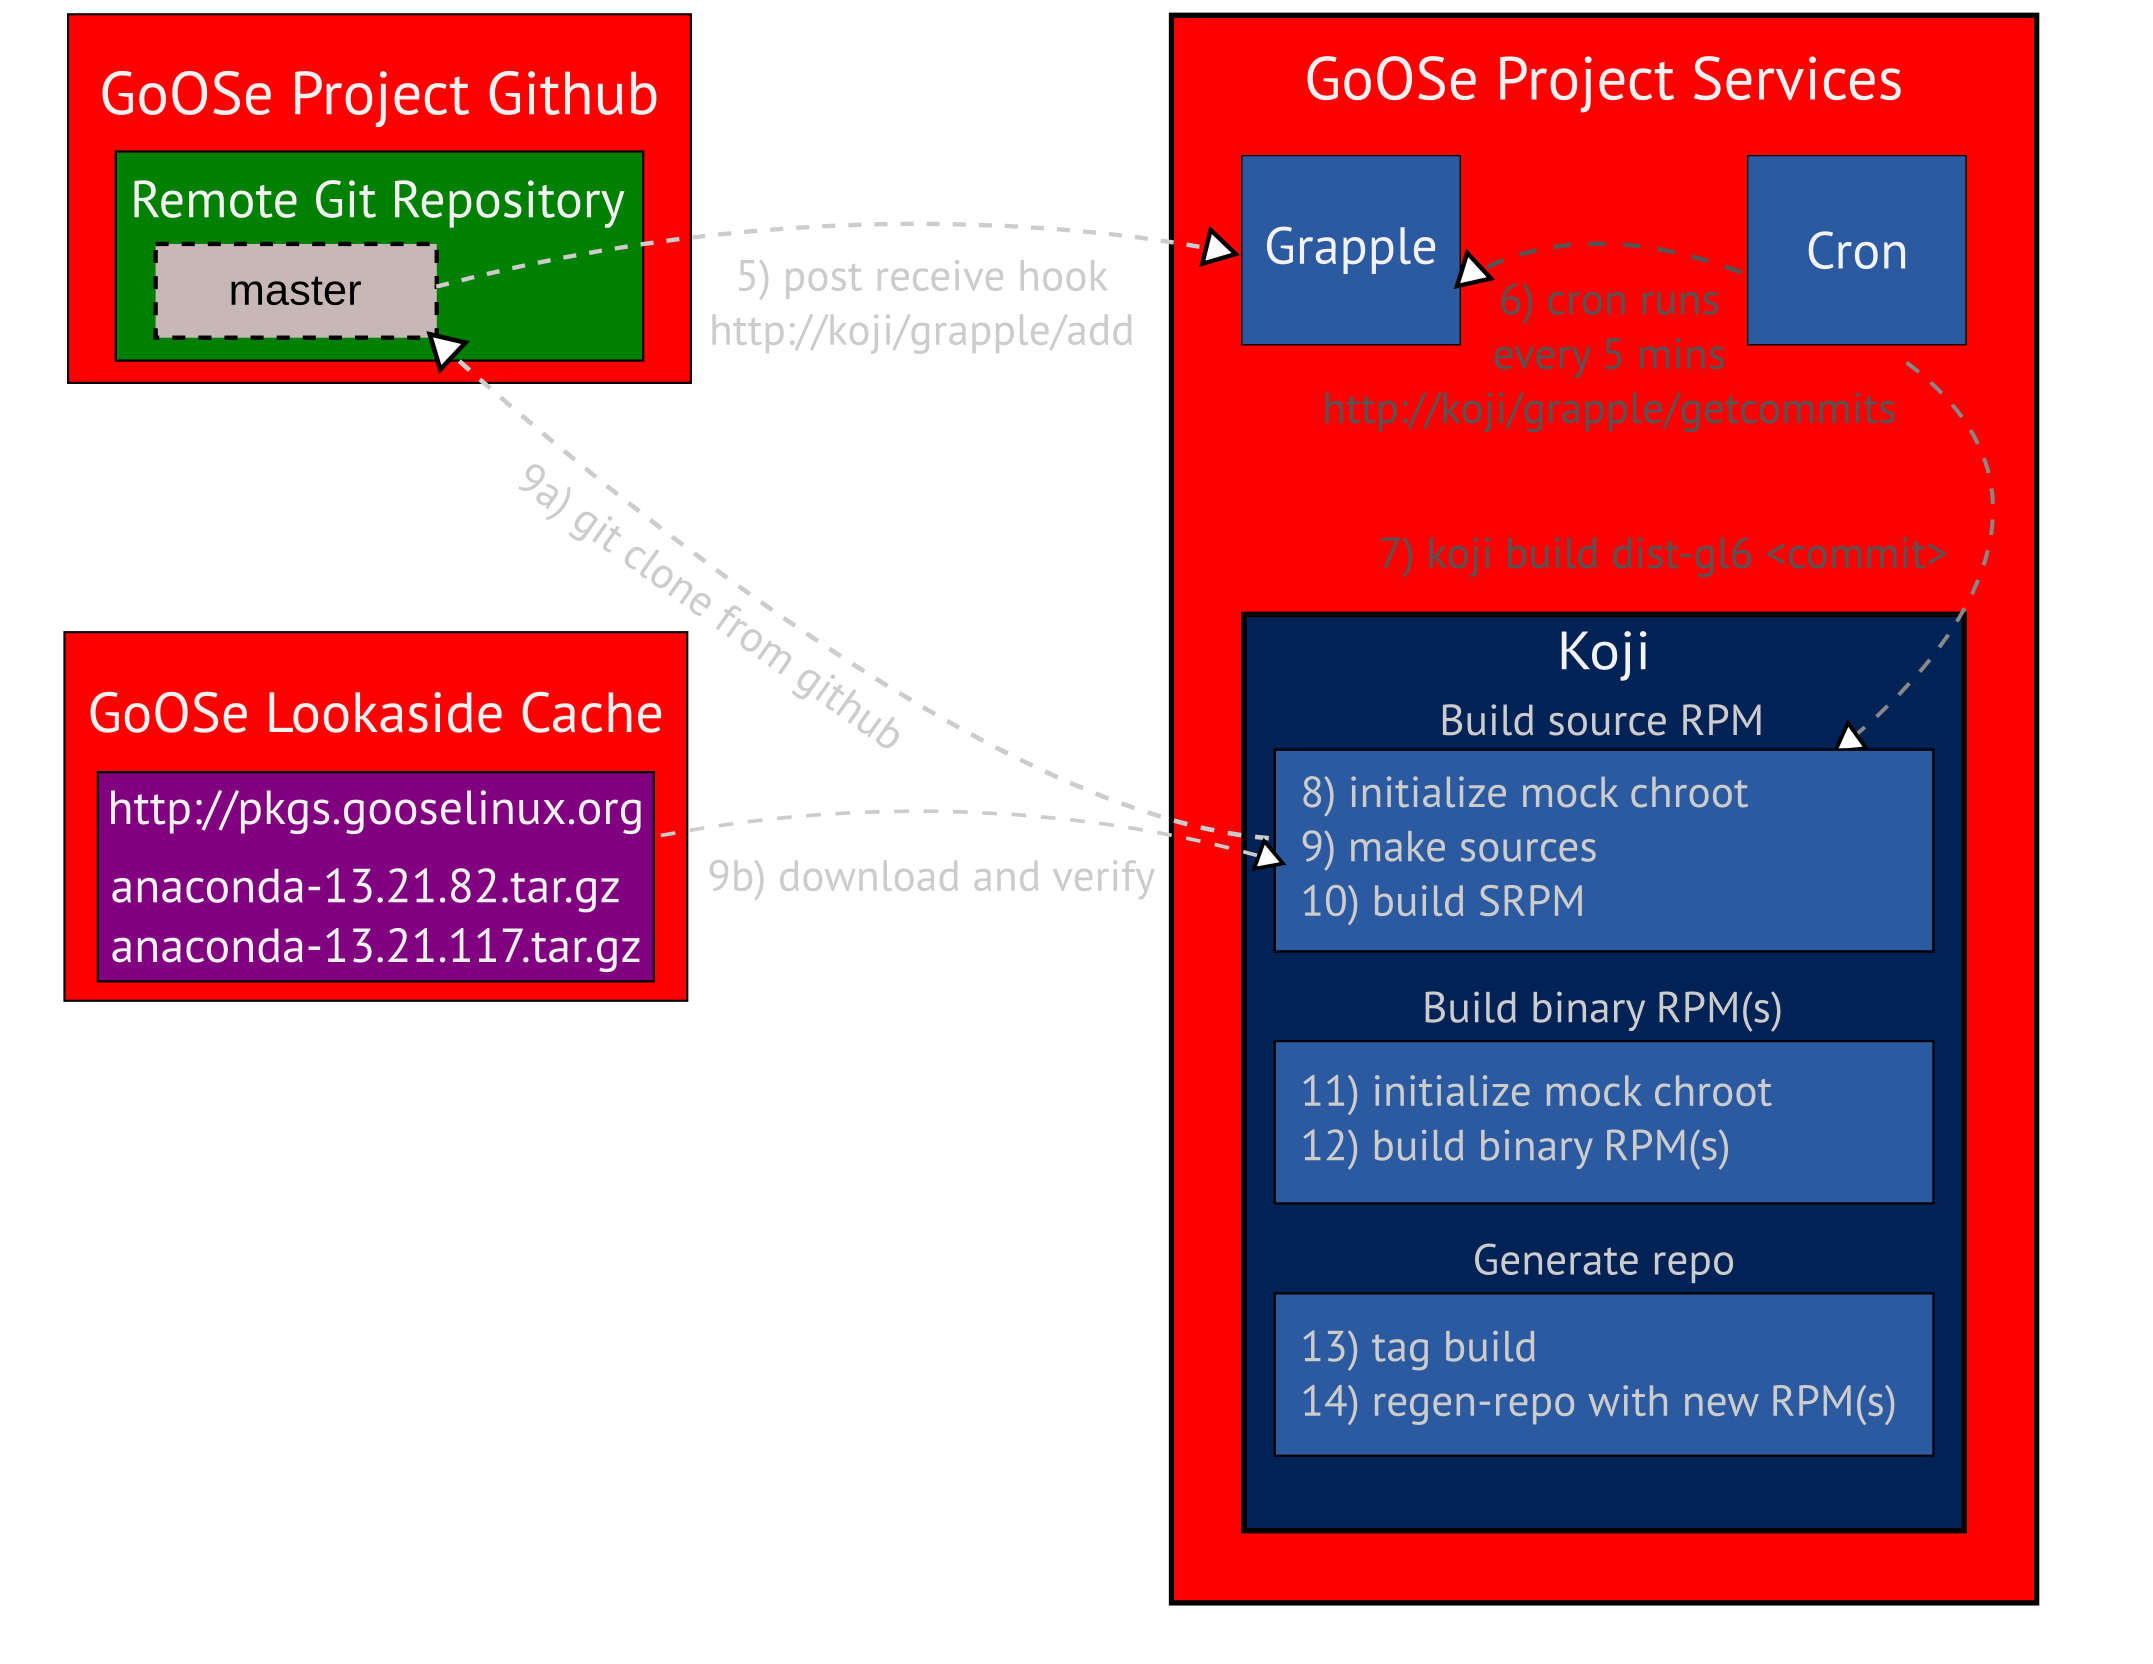 GoOSe Project Github
Remote Git Repository
master
5) post receive hook
http://koji/grapple/add
GoOSe Project Services
Grapple
Cron
6) cron runs
every 5 mins
http://koji/grapple/getcommits
7) koji build dist-gl6 <commit>
9a) git clone from github
GoOSe Lookaside Cache
http://pkgs.gooselinux.org
anaconda-13.21.82.tar.gz
anaconda-13.21.117.tar.gz
9b) download and verify
Koji
Build source RPM
8) initialize mock chroot
9) make sources
10) build SRPM
Build binary RPM(s)
11) initialize mock chroot
12) build binary RPM(s)
Generate repo
13) tag build
14) regen-repo with new RPM(s)